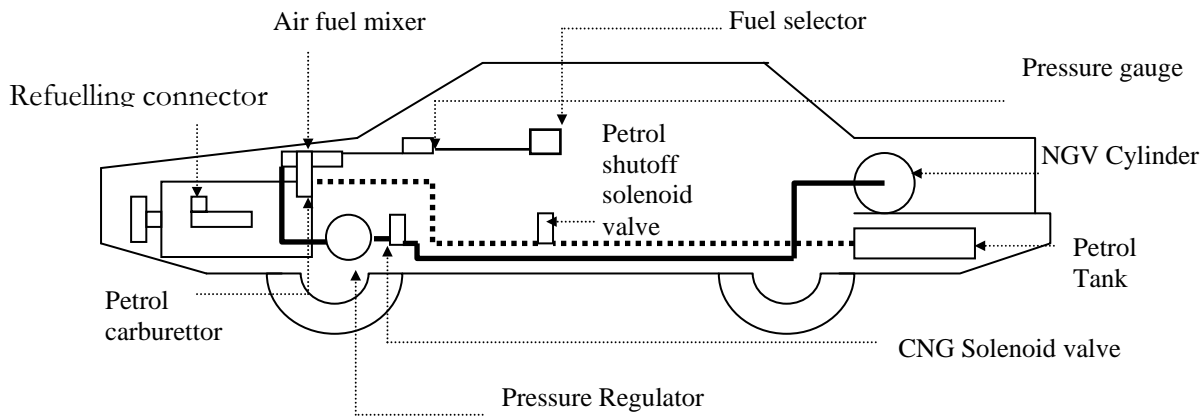 Air fuel mixer
Fuel selector
Pressure gauge
Refuelling connector
Petrol
shutoff
solenoid
valve
NGV Cylinder
Petrol
Tank
Petrol
carburettor
CNG Solenoid valve
Pressure Regulator